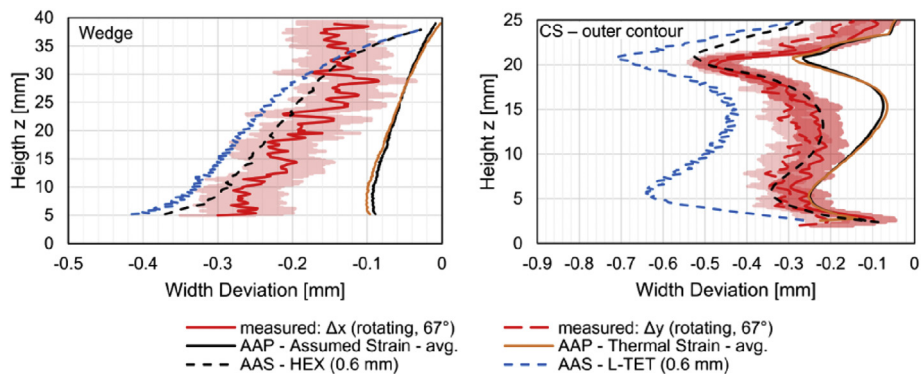 Wedge
40
35
30
25
20
15
10
5
0
Heigth z [mm]
-0.5 -0.4 -0.3 -0.2 -0.1 0
Width Deviation [mm]
CS – outer contour
25
20
15
10
5
0
Height z [mm]
-0.9 -0.8 -0.7 -0.6 -0.5 -0.4 -0.3 -0.2 -0.1 0
Width Deviation [mm]
measured: Δx (rotating, 67°)
measured: Δy (rotating, 67°)
AAP - Assumed Strain - avg.
AAP - Thermal Strain - avg.
AAS - HEX (0.6 mm)
AAS - L-TET (0.6 mm)